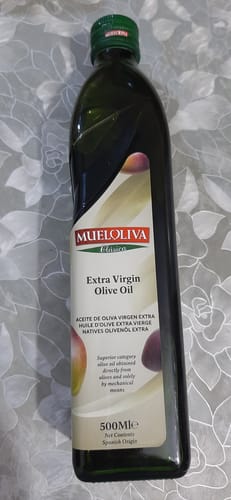 MUELOLIVA
MUELOLIVA
Clásico
Extra Virgin
Olive Oil
ACEITE DE OLIVA VIRGEN EXTRA
HUILE D'OLIVE EXTRA VIERGE
NATIVES OLIVENÖL EXTRA
Superior category
olive oil obtained
directly from
olives and solely
by mechanical
means
500Ml℮
Net Contents
Spanish Origin